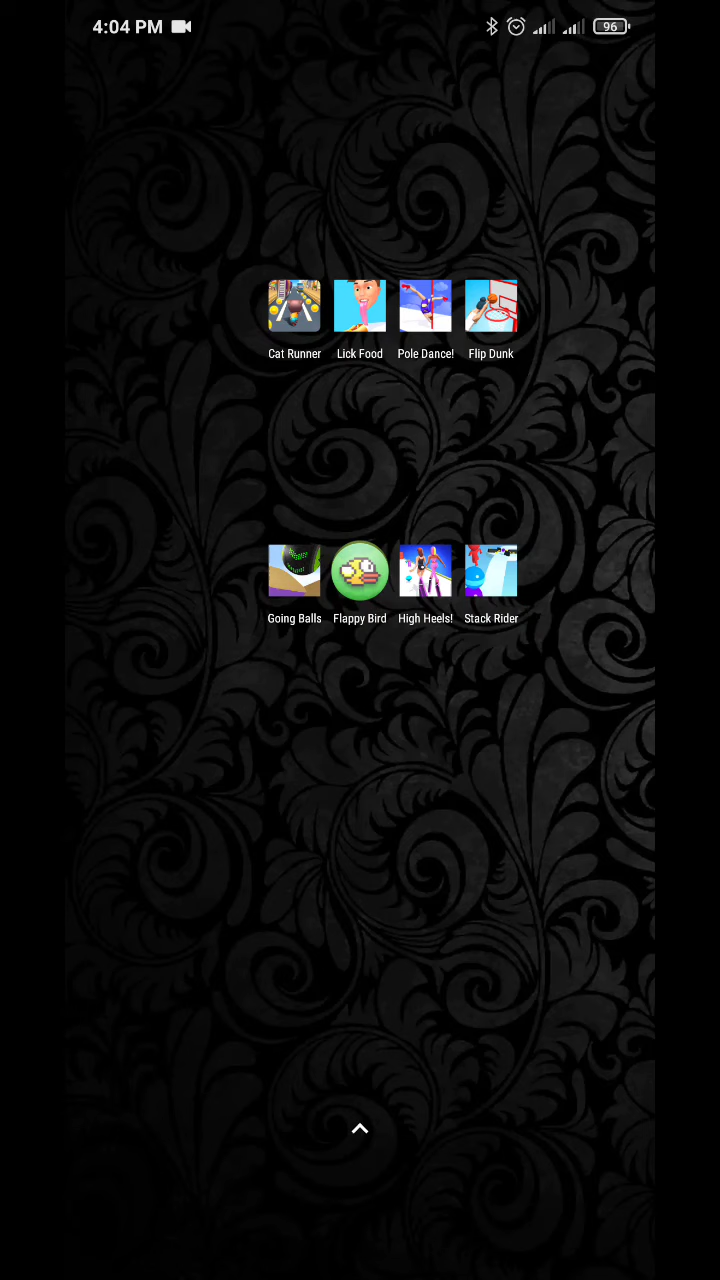 4:04 PM 96
Cat Runner Lick Food Pole Dance! Flip Dunk
Going Balls Flappy Bird High Heels! Stack Rider